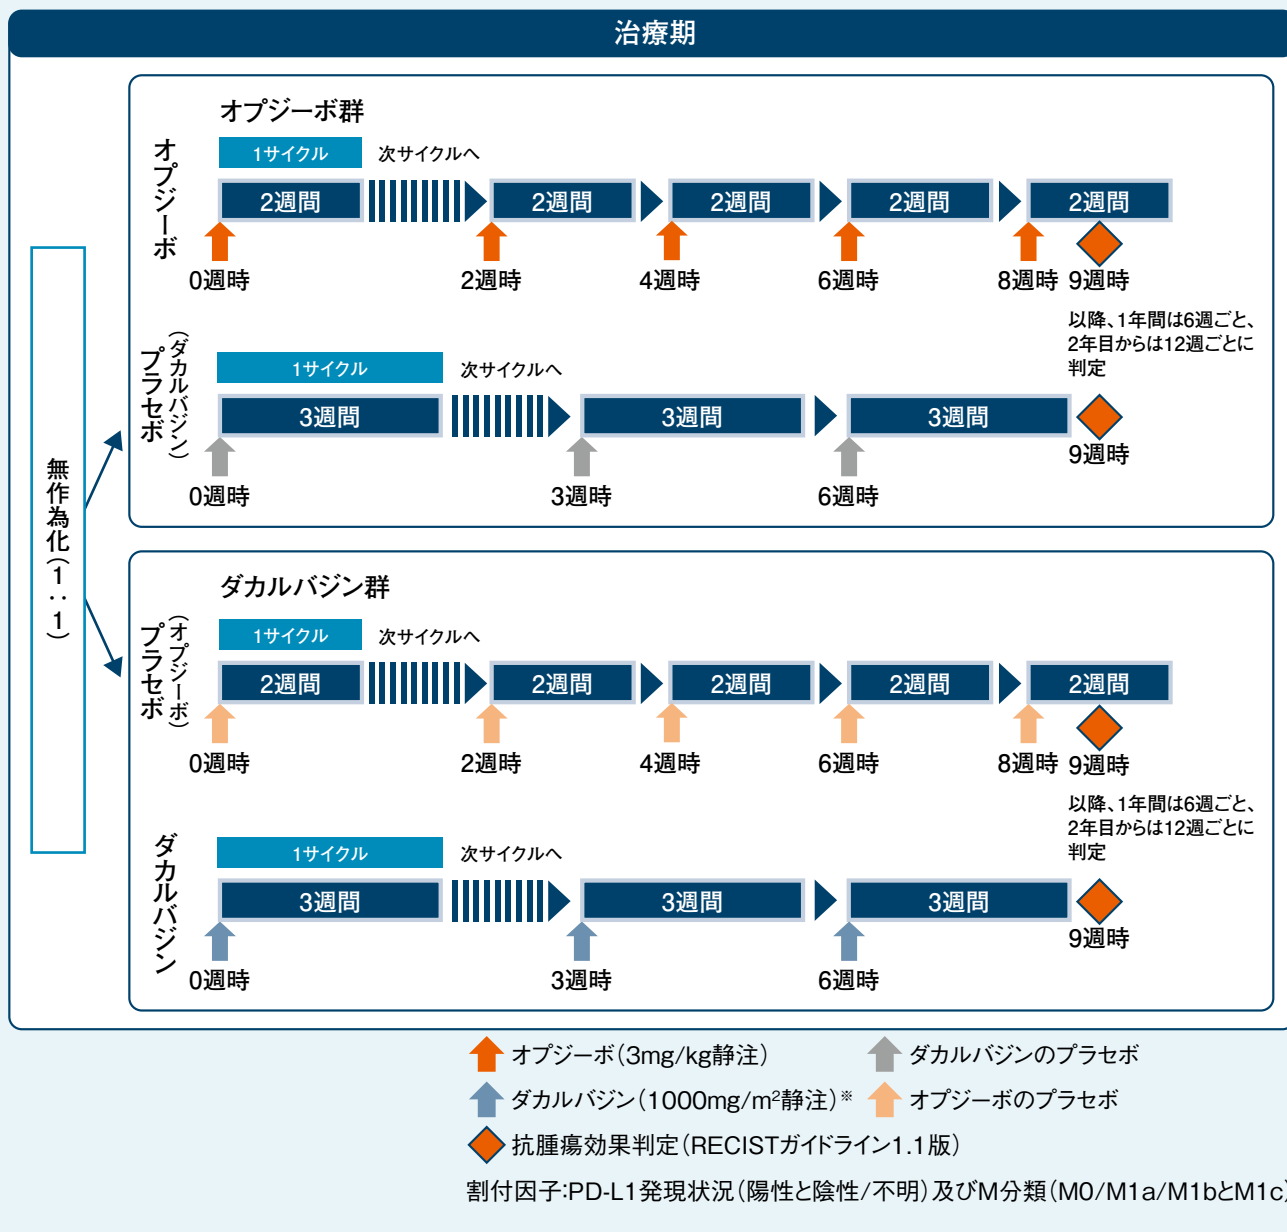 治療期
無作為化(1:1)
オプジーボ群
オプジーボ
1サイクル 次サイクルへ
2週間 2週間 2週間 2週間 2週間
0週時 2週時 4週時 6週時 8週時 9週時
以降、1年間は6週ごと、
2年目からは12週ごとに
判定
プラセボ
(ダカルバジン)
1サイクル 次サイクルへ
3週間 3週間 3週間
0週時 3週時 6週時 9週時
ダカルバジン群
プラセボ
(オプジーボ)
1サイクル 次サイクルへ
2週間 2週間 2週間 2週間 2週間
0週時 2週時 4週時 6週時 8週時 9週時
以降、1年間は6週ごと、
2年目からは12週ごとに
判定
ダカルバジン
1サイクル 次サイクルへ
3週間 3週間 3週間
0週時 3週時 6週時 9週時
オプジーボ(3mg/kg静注) ダカルバジンのプラセボ
ダカルバジン(1000mg/m²静注)※ オプジーボのプラセボ
抗腫瘍効果判定(RECISTガイドライン1.1版)
割付因子:PD-L1発現状況(陽性と陰性/不明)及びM分類(M0/M1a/M1bとM1c)